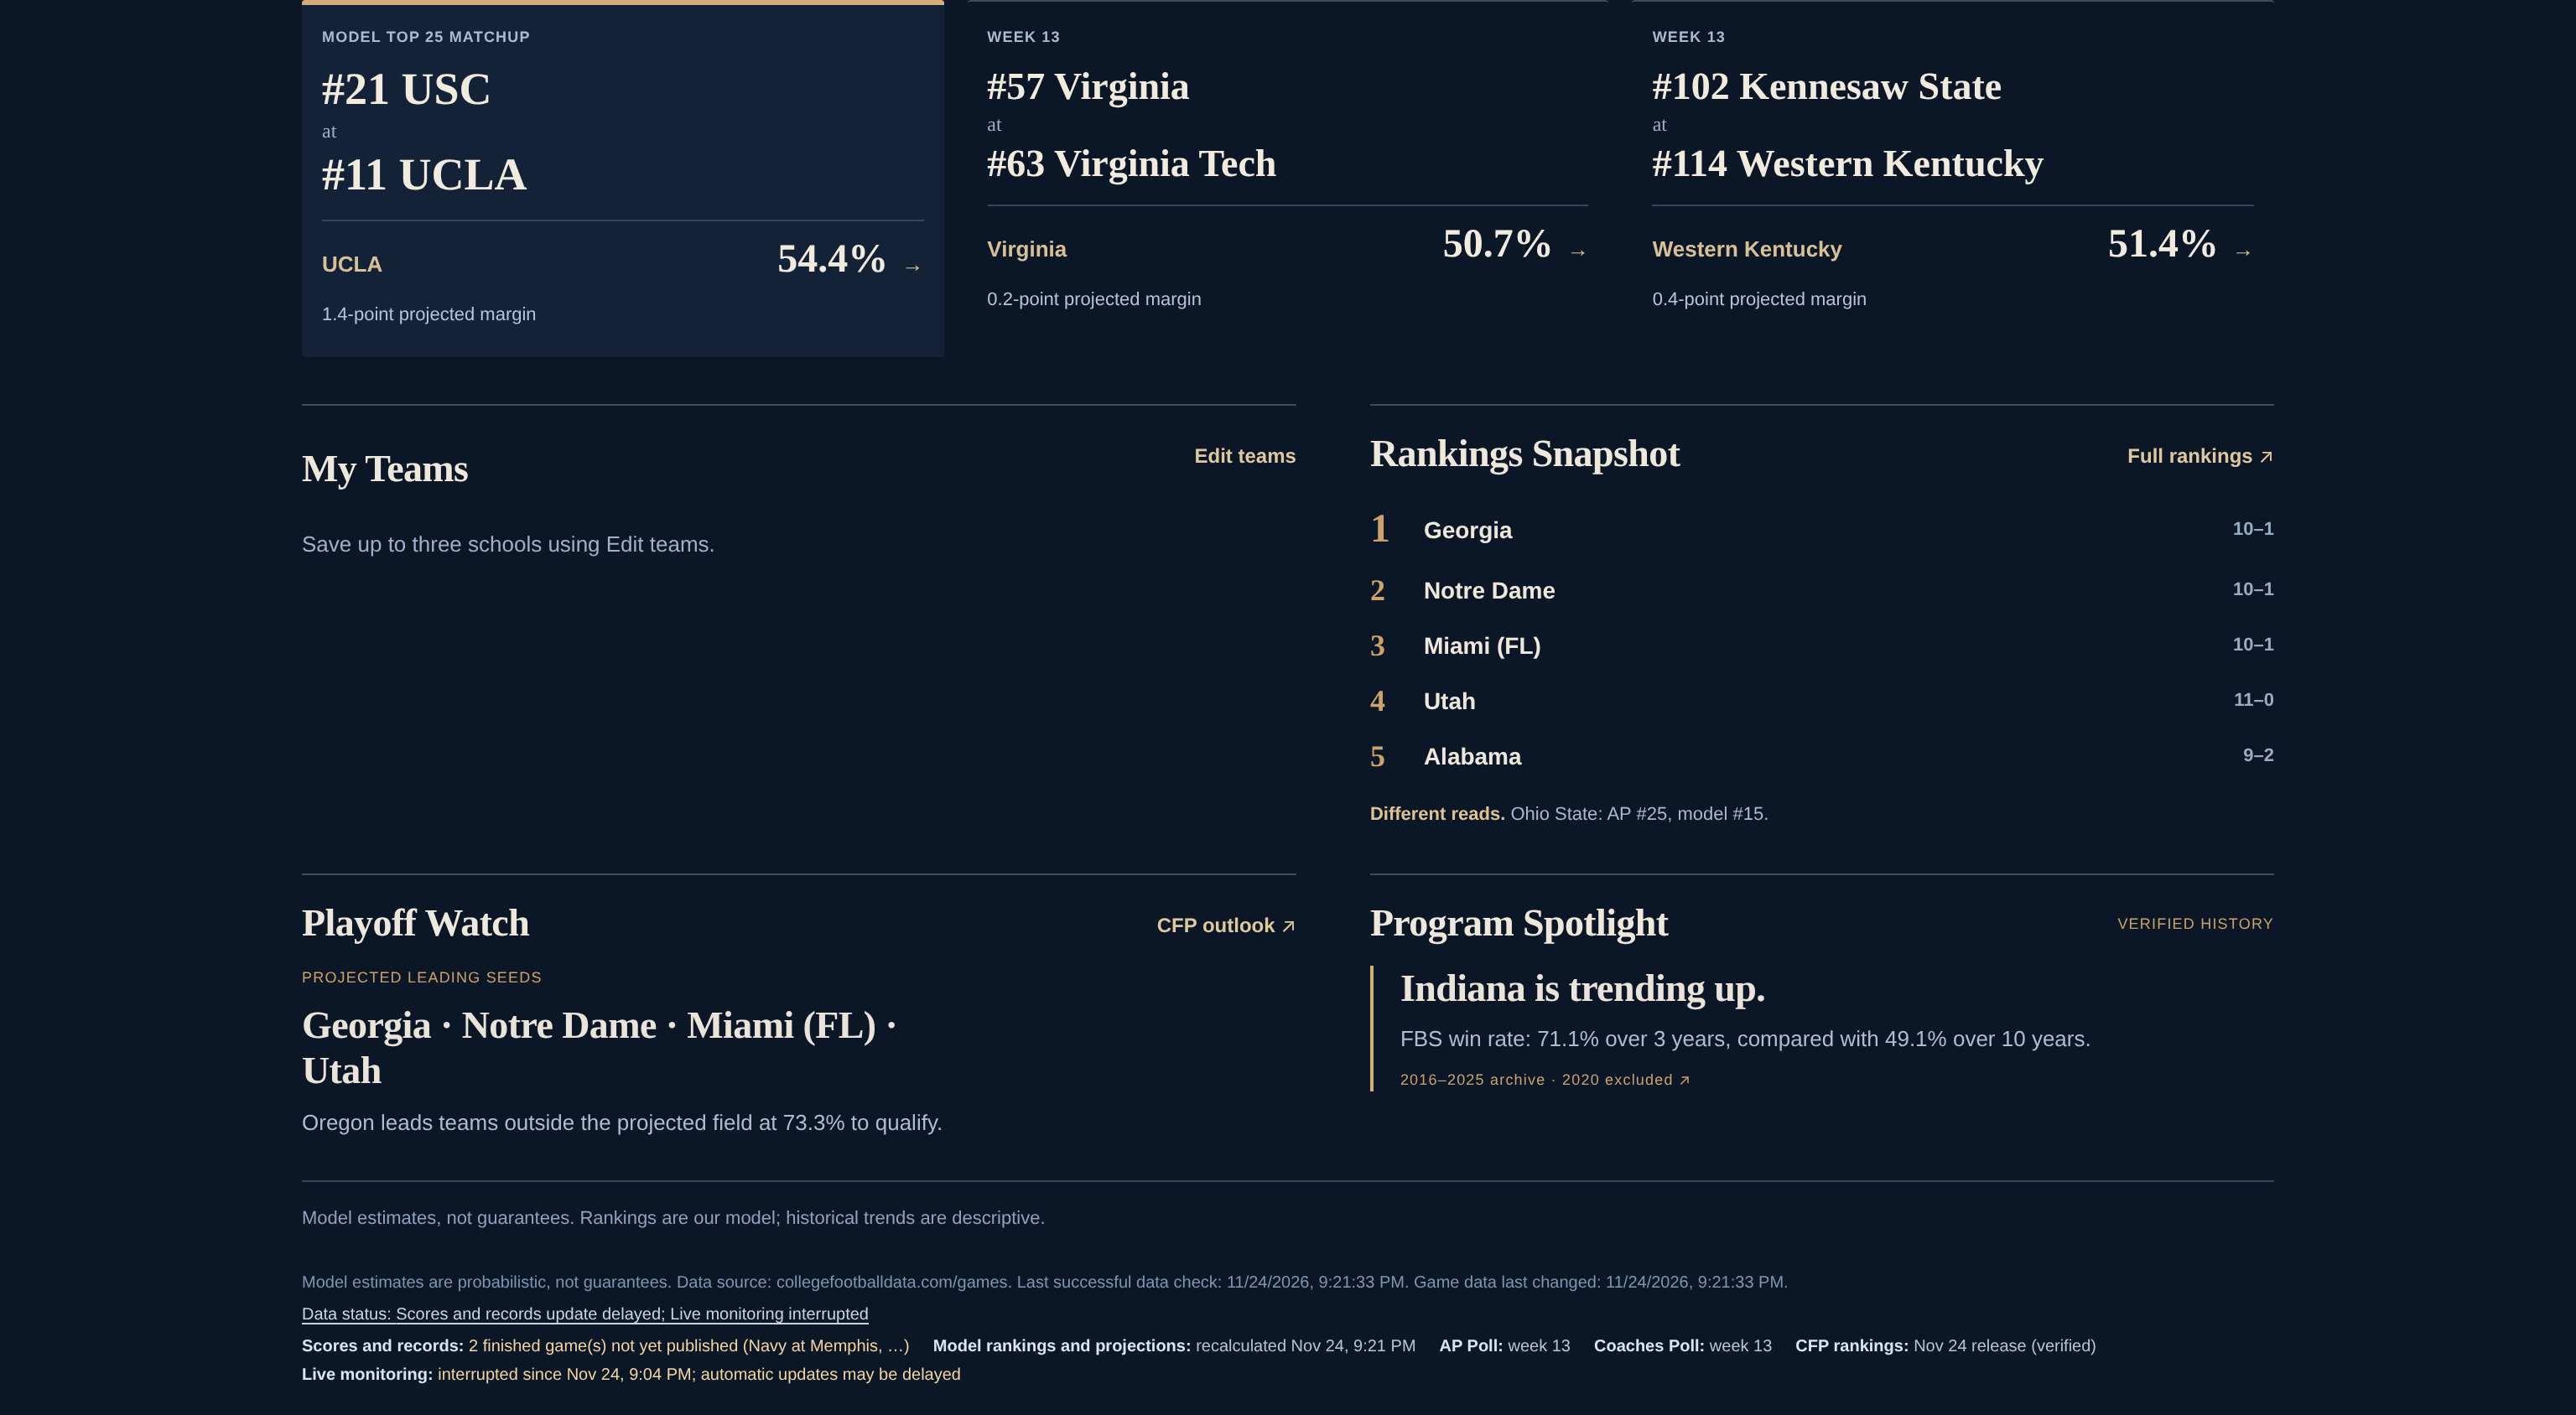 MODEL TOP 25 MATCHUP
#21 USC
at
#11 UCLA
UCLA 54.4% →
1.4-point projected margin
WEEK 13
#57 Virginia
at
#63 Virginia Tech
Virginia 50.7% →
0.2-point projected margin
WEEK 13
#102 Kennesaw State
at
#114 Western Kentucky
Western Kentucky 51.4% →
0.4-point projected margin
My Teams Edit teams
Save up to three schools using Edit teams.
Rankings Snapshot Full rankings ↗
1 Georgia 10–1
2 Notre Dame 10–1
3 Miami (FL) 10–1
4 Utah 11–0
5 Alabama 9–2
Different reads. Ohio State: AP #25, model #15.
Playoff Watch CFP outlook ↗
PROJECTED LEADING SEEDS
Georgia · Notre Dame · Miami (FL) ·
Utah
Oregon leads teams outside the projected field at 73.3% to qualify.
Program Spotlight VERIFIED HISTORY
Indiana is trending up.
FBS win rate: 71.1% over 3 years, compared with 49.1% over 10 years.
2016–2025 archive · 2020 excluded ↗
Model estimates, not guarantees. Rankings are our model; historical trends are descriptive.
Model estimates are probabilistic, not guarantees. Data source: collegefootballdata.com/games. Last successful data check: 11/24/2026, 9:21:33 PM. Game data last changed: 11/24/2026, 9:21:33 PM.
Data status: Scores and records update delayed; Live monitoring interrupted
Scores and records: 2 finished game(s) not yet published (Navy at Memphis, …) Model rankings and projections: recalculated Nov 24, 9:21 PM AP Poll: week 13 Coaches Poll: week 13 CFP rankings: Nov 24 release (verified)
Live monitoring: interrupted since Nov 24, 9:04 PM; automatic updates may be delayed